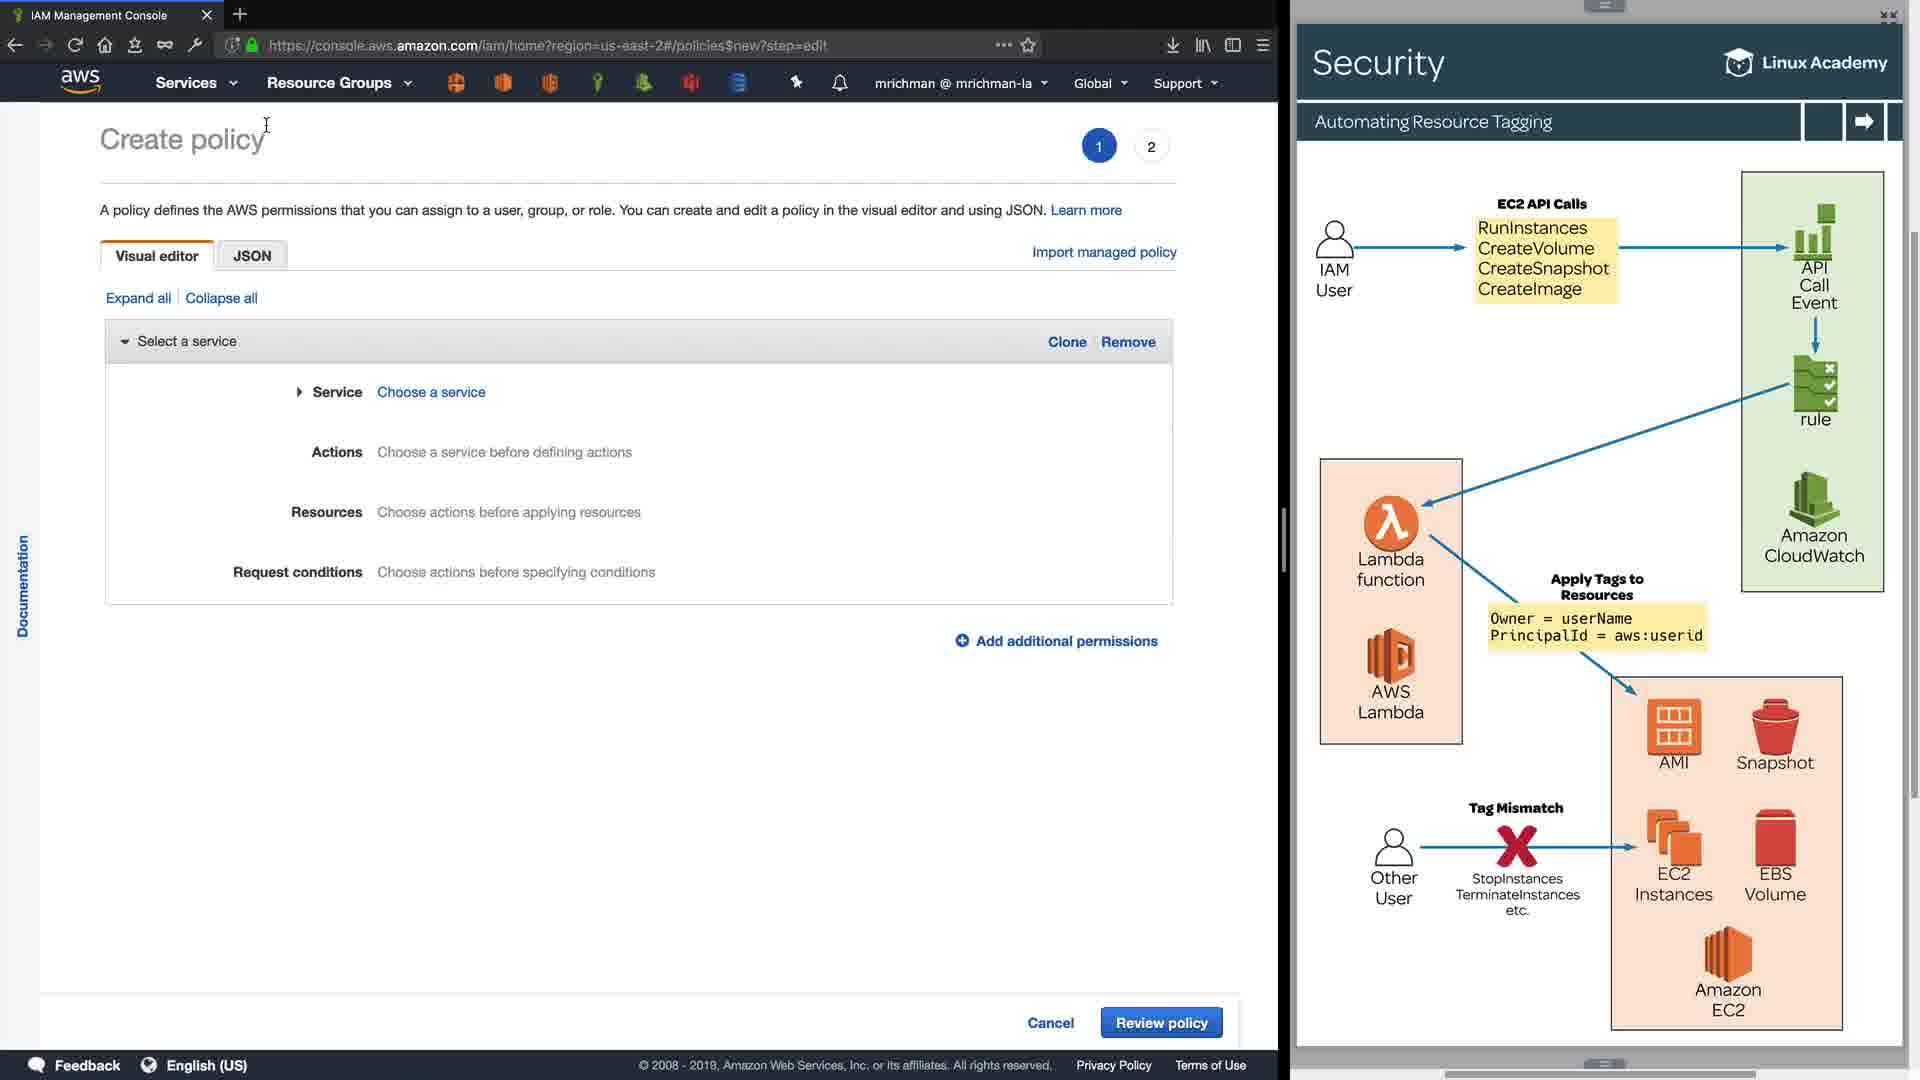 IAM Management Console
https://console.aws.amazon.com/iam/home?region=us-east-2#/policies$new?step=edit
aws
Services
Resource Groups
mrichman @ mrichman-la
Global
Support
Create policy
1
2
A policy defines the AWS permissions that you can assign to a user, group, or role. You can create and edit a policy in the visual editor and using JSON. Learn more
Visual editor
JSON
Import managed policy
Expand all
Collapse all
Select a service
Clone
Remove
Service
Choose a service
Actions
Choose a service before defining actions
Resources
Choose actions before applying resources
Request conditions
Choose actions before specifying conditions
Add additional permissions
Documentation
Cancel
Review policy
Feedback
English (US)
© 2008 - 2019, Amazon Web Services, Inc. or its affiliates. All rights reserved.
Privacy Policy
Terms of Use
Security
Linux Academy
Automating Resource Tagging
IAM
User
EC2 API Calls
RunInstances
CreateVolume
CreateSnapshot
CreateImage
API
Call
Event
rule
Amazon
CloudWatch
Lambda
function
AWS
Lambda
Apply Tags to
Resources
Owner = userName
PrincipalId = aws:userid
AMI
Snapshot
Tag Mismatch
Other
User
StopInstances
TerminateInstances
etc.
EC2
Instances
EBS
Volume
Amazon
EC2